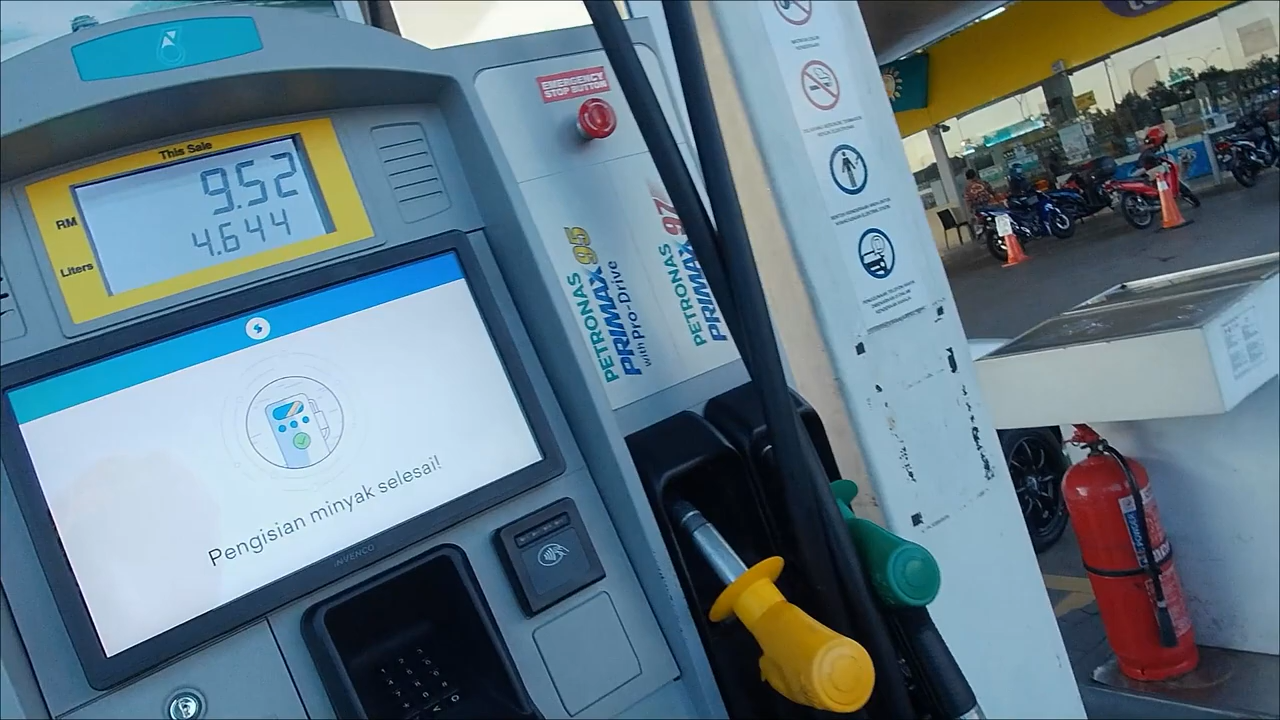 This Sale
RM
9.52
Liters
4.644
Pengisian minyak selesai!
INVENCO
EMERGENCY
STOP BUTTON
PETRONAS
PRIMAX 95
with Pro-Drive
PETRONAS
PRIMAX 97